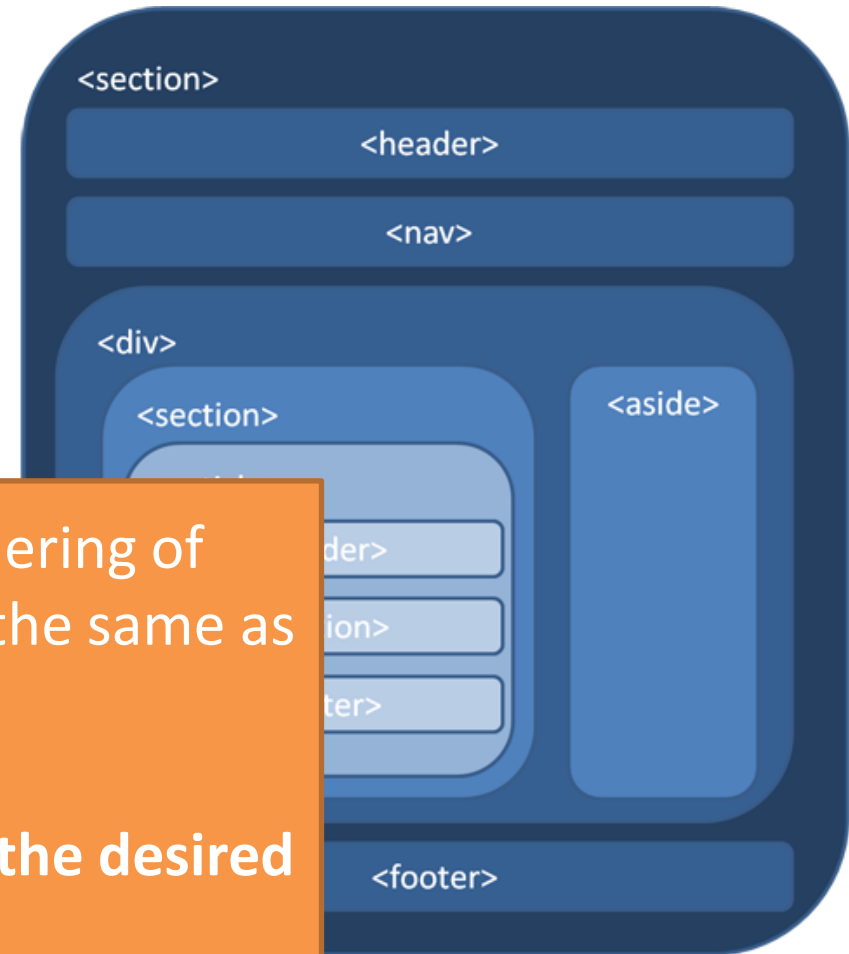 <section>
<header>
<nav>
<div>
<section>
<aside>
ering of
der>
the same as
ion>
ter>
the desired
<footer>